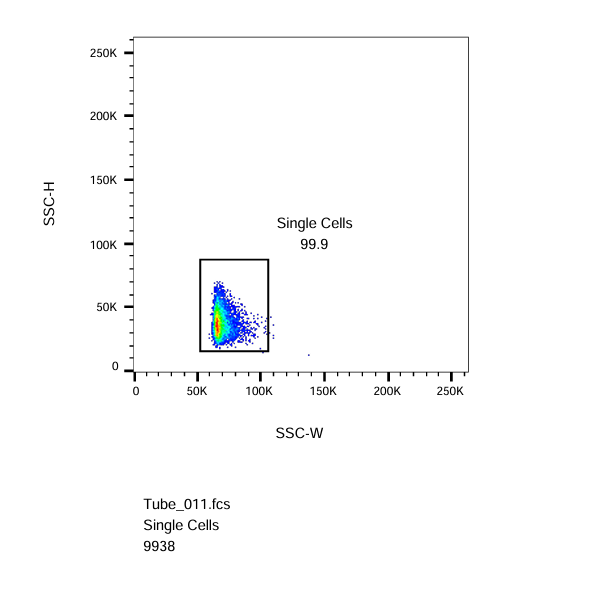 250K
200K
150K
100K
50K
0
SSC-H
Single Cells
99.9
0 50K 100K 150K 200K 250K
SSC-W
Tube_011.fcs
Single Cells
9938